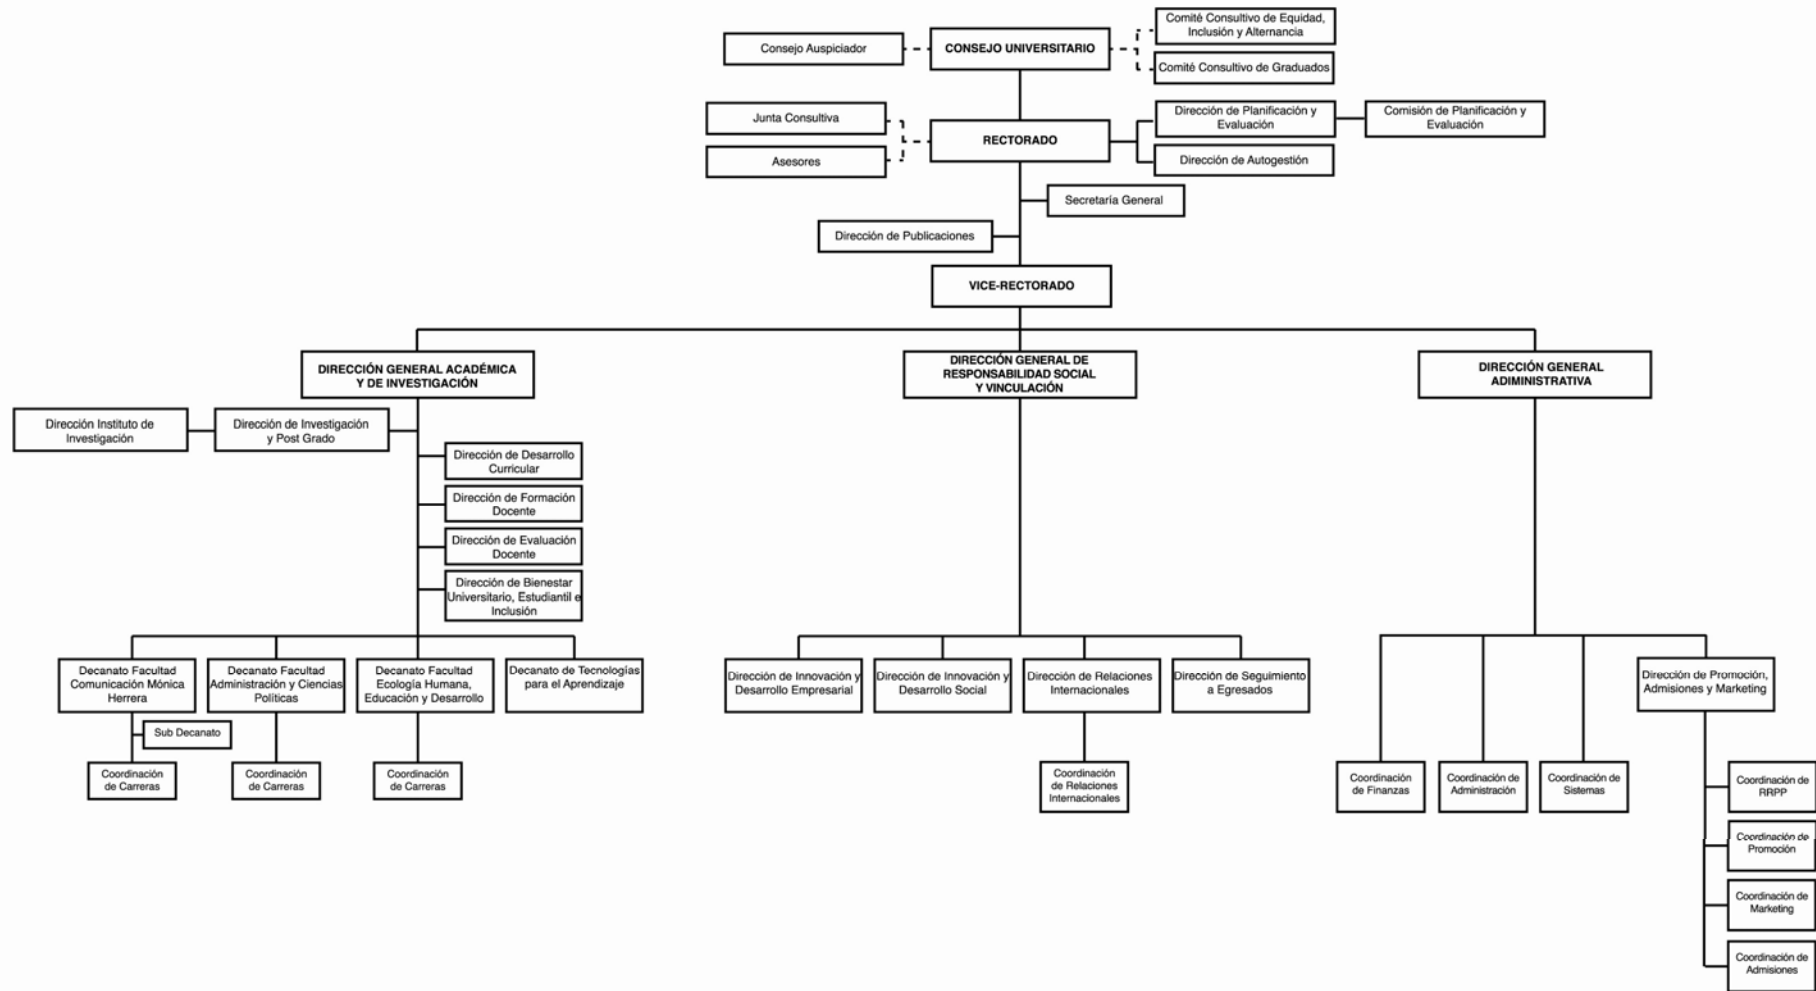 Consejo Auspiciador
CONSEJO UNIVERSITARIO
Comité Consultivo de Equidad,
Inclusión y Alternancia
Comité Consultivo de Graduados
Junta Consultiva
Asesores
RECTORADO
Dirección de Planificación y
Evaluación
Comisión de Planificación y
Evaluación
Dirección de Autogestión
Secretaría General
Dirección de Publicaciones
VICE-RECTORADO
DIRECCIÓN GENERAL ACADÉMICA
Y DE INVESTIGACIÓN
DIRECCIÓN GENERAL DE
RESPONSABILIDAD SOCIAL
Y VINCULACIÓN
DIRECCIÓN GENERAL
ADIMINISTRATIVA
Dirección Instituto de
Investigación
Dirección de Investigación
y Post Grado
Dirección de Desarrollo
Curricular
Dirección de Formación
Docente
Dirección de Evaluación
Docente
Dirección de Bienestar
Universitario, Estudiantil e
Inclusión
Decanato Facultad
Comunicación Mónica
Herrera
Decanato Facultad
Administración y Ciencias
Políticas
Decanato Facultad
Ecología Humana,
Educación y Desarrollo
Decanato de Tecnologías
para el Aprendizaje
Sub Decanato
Coordinación
de Carreras
Coordinación
de Carreras
Coordinación
de Carreras
Dirección de Innovación y
Desarrollo Empresarial
Dirección de Innovación y
Desarrollo Social
Dirección de Relaciones
Internacionales
Dirección de Seguimiento
a Egresados
Coordinación
de Relaciones
Internacionales
Dirección de Promoción,
Admisiones y Marketing
Coordinación
de Finanzas
Coordinación de
Administración
Coordinación de
Sistemas
Coordinación de
RRPP
Coordinación de
Promoción
Coordinación de
Marketing
Coordinación de
Admisiones